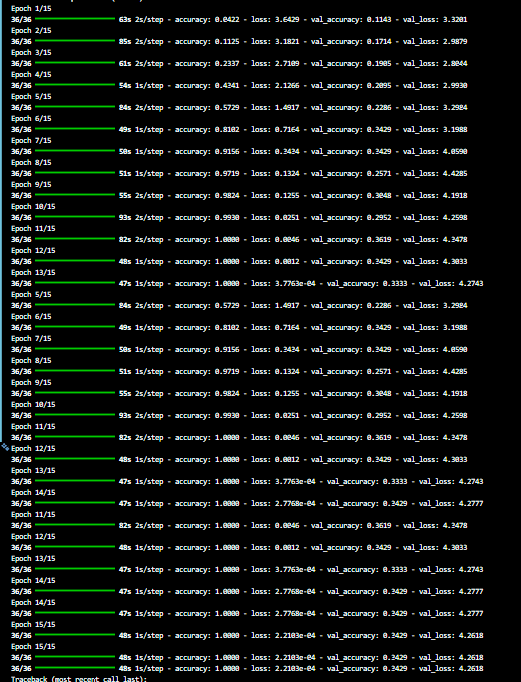 Epoch 1/15
36/36 63s 2s/step - accuracy: 0.0422 - loss: 3.6429 - val_accuracy: 0.1143 - val_loss: 3.3201
Epoch 2/15
36/36 85s 2s/step - accuracy: 0.1125 - loss: 3.1821 - val_accuracy: 0.1714 - val_loss: 2.9879
Epoch 3/15
36/36 61s 2s/step - accuracy: 0.2337 - loss: 2.7109 - val_accuracy: 0.1905 - val_loss: 2.8044
Epoch 4/15
36/36 54s 1s/step - accuracy: 0.4341 - loss: 2.1266 - val_accuracy: 0.2095 - val_loss: 2.9930
Epoch 5/15
36/36 84s 2s/step - accuracy: 0.5729 - loss: 1.4917 - val_accuracy: 0.2286 - val_loss: 3.2984
Epoch 6/15
36/36 49s 1s/step - accuracy: 0.8102 - loss: 0.7164 - val_accuracy: 0.3429 - val_loss: 3.1988
Epoch 7/15
36/36 50s 1s/step - accuracy: 0.9156 - loss: 0.3434 - val_accuracy: 0.3429 - val_loss: 4.0590
Epoch 8/15
36/36 51s 1s/step - accuracy: 0.9719 - loss: 0.1324 - val_accuracy: 0.2571 - val_loss: 4.4285
Epoch 9/15
36/36 55s 2s/step - accuracy: 0.9824 - loss: 0.1255 - val_accuracy: 0.3048 - val_loss: 4.1918
Epoch 10/15
36/36 93s 2s/step - accuracy: 0.9930 - loss: 0.0251 - val_accuracy: 0.2952 - val_loss: 4.2598
Epoch 11/15
36/36 82s 2s/step - accuracy: 1.0000 - loss: 0.0046 - val_accuracy: 0.3619 - val_loss: 4.3478
Epoch 12/15
36/36 48s 1s/step - accuracy: 1.0000 - loss: 0.0012 - val_accuracy: 0.3429 - val_loss: 4.3033
Epoch 13/15
36/36 47s 1s/step - accuracy: 1.0000 - loss: 3.7763e-04 - val_accuracy: 0.3333 - val_loss: 4.2743
Epoch 5/15
36/36 84s 2s/step - accuracy: 0.5729 - loss: 1.4917 - val_accuracy: 0.2286 - val_loss: 3.2984
Epoch 6/15
36/36 49s 1s/step - accuracy: 0.8102 - loss: 0.7164 - val_accuracy: 0.3429 - val_loss: 3.1988
Epoch 7/15
36/36 50s 1s/step - accuracy: 0.9156 - loss: 0.3434 - val_accuracy: 0.3429 - val_loss: 4.0590
Epoch 8/15
36/36 51s 1s/step - accuracy: 0.9719 - loss: 0.1324 - val_accuracy: 0.2571 - val_loss: 4.4285
Epoch 9/15
36/36 55s 2s/step - accuracy: 0.9824 - loss: 0.1255 - val_accuracy: 0.3048 - val_loss: 4.1918
Epoch 10/15
36/36 93s 2s/step - accuracy: 0.9930 - loss: 0.0251 - val_accuracy: 0.2952 - val_loss: 4.2598
Epoch 11/15
36/36 82s 2s/step - accuracy: 1.0000 - loss: 0.0046 - val_accuracy: 0.3619 - val_loss: 4.3478
Epoch 12/15
36/36 48s 1s/step - accuracy: 1.0000 - loss: 0.0012 - val_accuracy: 0.3429 - val_loss: 4.3033
Epoch 13/15
36/36 47s 1s/step - accuracy: 1.0000 - loss: 3.7763e-04 - val_accuracy: 0.3333 - val_loss: 4.2743
Epoch 14/15
36/36 47s 1s/step - accuracy: 1.0000 - loss: 2.7768e-04 - val_accuracy: 0.3429 - val_loss: 4.2777
Epoch 11/15
36/36 82s 2s/step - accuracy: 1.0000 - loss: 0.0046 - val_accuracy: 0.3619 - val_loss: 4.3478
Epoch 12/15
36/36 48s 1s/step - accuracy: 1.0000 - loss: 0.0012 - val_accuracy: 0.3429 - val_loss: 4.3033
Epoch 13/15
36/36 47s 1s/step - accuracy: 1.0000 - loss: 3.7763e-04 - val_accuracy: 0.3333 - val_loss: 4.2743
Epoch 14/15
36/36 47s 1s/step - accuracy: 1.0000 - loss: 2.7768e-04 - val_accuracy: 0.3429 - val_loss: 4.2777
Epoch 14/15
36/36 47s 1s/step - accuracy: 1.0000 - loss: 2.7768e-04 - val_accuracy: 0.3429 - val_loss: 4.2777
Epoch 15/15
36/36 48s 1s/step - accuracy: 1.0000 - loss: 2.2103e-04 - val_accuracy: 0.3429 - val_loss: 4.2618
Epoch 15/15
36/36 48s 1s/step - accuracy: 1.0000 - loss: 2.2103e-04 - val_accuracy: 0.3429 - val_loss: 4.2618
36/36 48s 1s/step - accuracy: 1.0000 - loss: 2.2103e-04 - val_accuracy: 0.3429 - val_loss: 4.2618
Traceback (most recent call last):